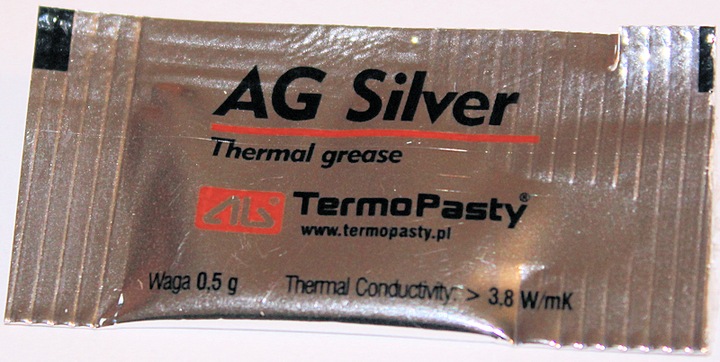 AG Silver
Thermal grease
TermoPasty®
www.termopasty.pl
Waga 0,5 g Thermal Conductivity: > 3.8 W/mK